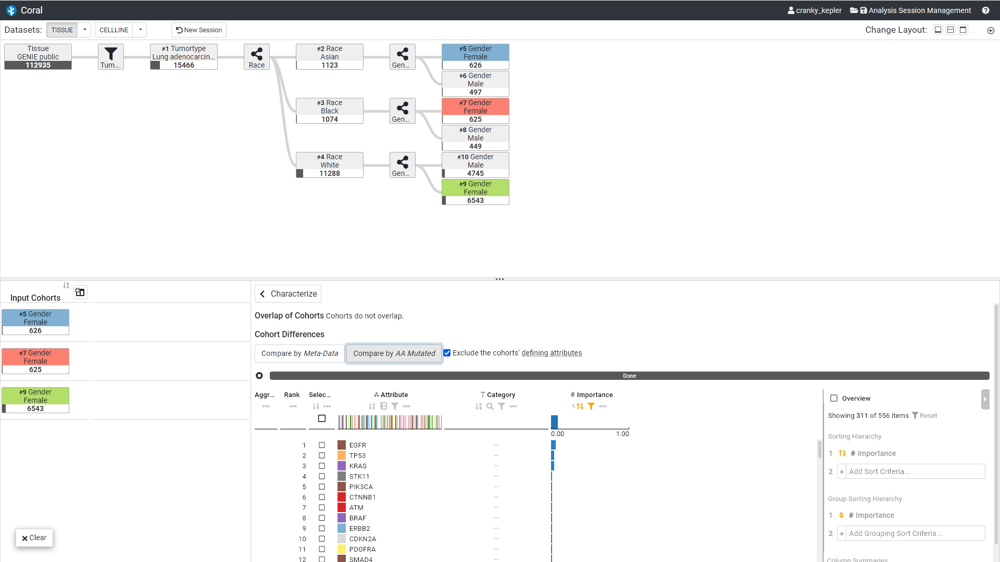 Coral
cranky_kepler
Analysis Session Management
Datasets:
TISSUE
CELLLINE
New Session
Change Layout:
Tissue
GENIE public
112935
Tum...
#1 Tumortype
Lung adenocarcin...
15466
Race
#2 Race
Asian
1123
Gen...
#5 Gender
Female
626
#6 Gender
Male
497
#3 Race
Black
1074
Gen...
#7 Gender
Female
625
#8 Gender
Male
449
#4 Race
White
11288
Gen...
#10 Gender
Male
4745
#9 Gender
Female
6543
Input Cohorts
#5 Gender
Female
626
#7 Gender
Female
625
#9 Gender
Female
6543
Clear
Characterize
Overlap of Cohorts Cohorts do not overlap.
Cohort Differences
Compare by Meta-Data
Compare by AA Mutated
Exclude the cohorts' defining attributes
Done
Aggr... Rank Selec... Attribute Category # Importance
0.00 1.00
1 EGFR —
2 TP53 —
3 KRAS —
4 STK11 —
5 PIK3CA —
6 CTNNB1 —
7 ATM —
8 BRAF —
9 ERBB2 —
10 CDKN2A —
11 PDGFRA —
12 SMAD4 —
Overview
Showing 311 of 556 items Reset
Sorting Hierarchy
1 # Importance
2 + Add Sort Criteria...
Group Sorting Hierarchy
1 # Importance
2 + Add Grouping Sort Criteria...
Column Summaries